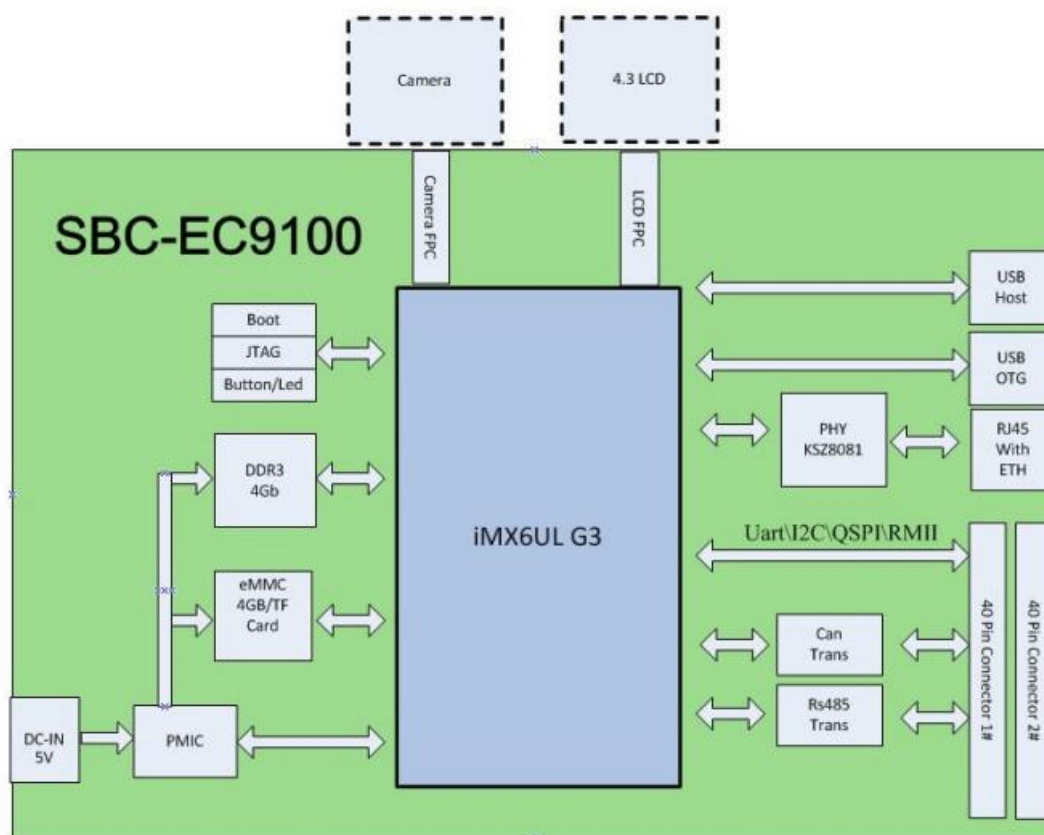 Camera
4.3 LCD
Camera FPC
LCD FPC
SBC-EC9100
Boot
JTAG
Button/Led
DDR3
4Gb
eMMC
4GB/TF
Card
DC-IN
5V
PMIC
iMX6UL G3
USB
Host
USB
OTG
PHY
KSZ8081
RJ45
With
ETH
Uart\I2C\QSPI\RMII
Can
Trans
Rs485
Trans
40 Pin Connector 1#
40 Pin Connector 2#